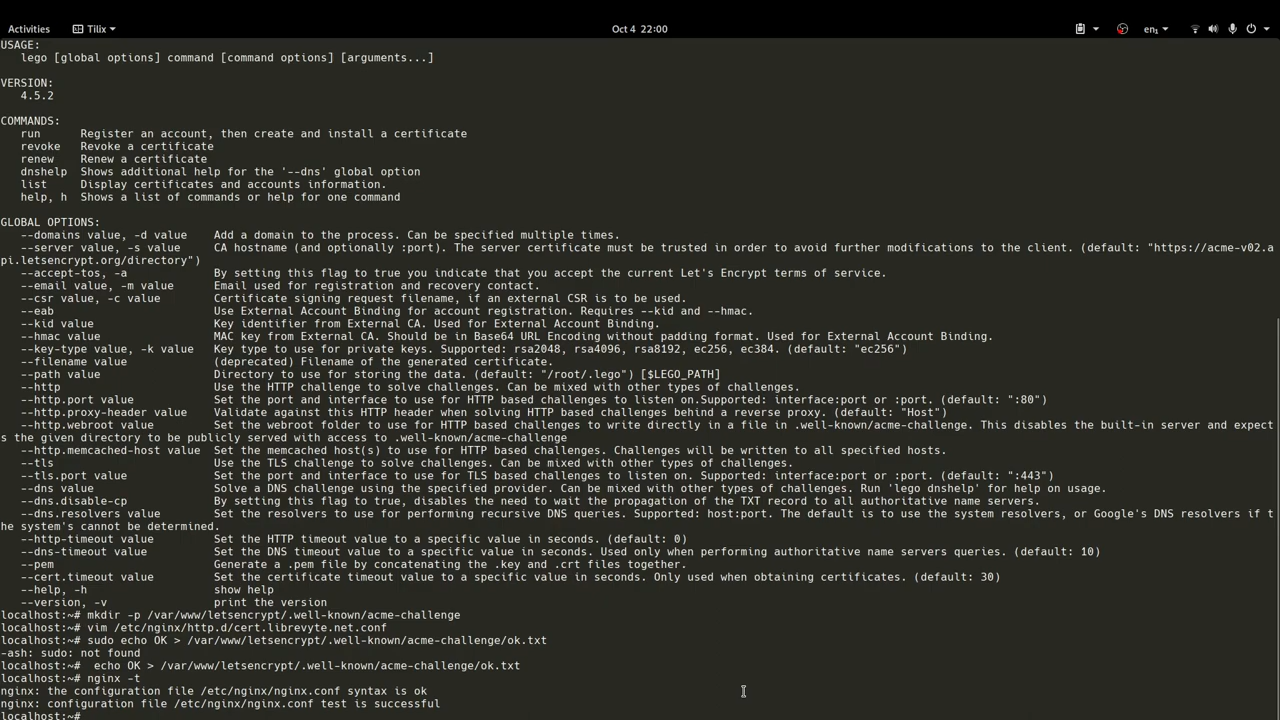 Activities Tilix Oct 4 22:00 en₁
USAGE:
lego [global options] command [command options] [arguments...]
VERSION:
4.5.2
COMMANDS:
run Register an account, then create and install a certificate
revoke Revoke a certificate
renew Renew a certificate
dnshelp Shows additional help for the '--dns' global option
list Display certificates and accounts information.
help, h Shows a list of commands or help for one command
GLOBAL OPTIONS:
--domains value, -d value Add a domain to the process. Can be specified multiple times.
--server value, -s value CA hostname (and optionally :port). The server certificate must be trusted in order to avoid further modifications to the client. (default: "https://acme-v02.a
pi.letsencrypt.org/directory")
--accept-tos, -a By setting this flag to true you indicate that you accept the current Let's Encrypt terms of service.
--email value, -m value Email used for registration and recovery contact.
--csr value, -c value Certificate signing request filename, if an external CSR is to be used.
--eab Use External Account Binding for account registration. Requires --kid and --hmac.
--kid value Key identifier from External CA. Used for External Account Binding.
--hmac value MAC key from External CA. Should be in Base64 URL Encoding without padding format. Used for External Account Binding.
--key-type value, -k value Key type to use for private keys. Supported: rsa2048, rsa4096, rsa8192, ec256, ec384. (default: "ec256")
--filename value (deprecated) Filename of the generated certificate.
--path value Directory to use for storing the data. (default: "/root/.lego") [$LEGO_PATH]
--http Use the HTTP challenge to solve challenges. Can be mixed with other types of challenges.
--http.port value Set the port and interface to use for HTTP based challenges to listen on.Supported: interface:port or :port. (default: ":80")
--http.proxy-header value Validate against this HTTP header when solving HTTP based challenges behind a reverse proxy. (default: "Host")
--http.webroot value Set the webroot folder to use for HTTP based challenges to write directly in a file in .well-known/acme-challenge. This disables the built-in server and expect
s the given directory to be publicly served with access to .well-known/acme-challenge
--http.memcached-host value Set the memcached host(s) to use for HTTP based challenges. Challenges will be written to all specified hosts.
--tls Use the TLS challenge to solve challenges. Can be mixed with other types of challenges.
--tls.port value Set the port and interface to use for TLS based challenges to listen on. Supported: interface:port or :port. (default: ":443")
--dns value Solve a DNS challenge using the specified provider. Can be mixed with other types of challenges. Run 'lego dnshelp' for help on usage.
--dns.disable-cp By setting this flag to true, disables the need to wait the propagation of the TXT record to all authoritative name servers.
--dns.resolvers value Set the resolvers to use for performing recursive DNS queries. Supported: host:port. The default is to use the system resolvers, or Google's DNS resolvers if t
he system's cannot be determined.
--http-timeout value Set the HTTP timeout value to a specific value in seconds. (default: 0)
--dns-timeout value Set the DNS timeout value to a specific value in seconds. Used only when performing authoritative name servers queries. (default: 10)
--pem Generate a .pem file by concatenating the .key and .crt files together.
--cert.timeout value Set the certificate timeout value to a specific value in seconds. Only used when obtaining certificates. (default: 30)
--help, -h show help
--version, -v print the version
localhost:~# mkdir -p /var/www/letsencrypt/.well-known/acme-challenge
localhost:~# vim /etc/nginx/http.d/cert.librevyte.net.conf
localhost:~# sudo echo OK > /var/www/letsencrypt/.well-known/acme-challenge/ok.txt
-ash: sudo: not found
localhost:~#  echo OK > /var/www/letsencrypt/.well-known/acme-challenge/ok.txt
localhost:~# nginx -t
nginx: the configuration file /etc/nginx/nginx.conf syntax is ok
nginx: configuration file /etc/nginx/nginx.conf test is successful
localhost:~#